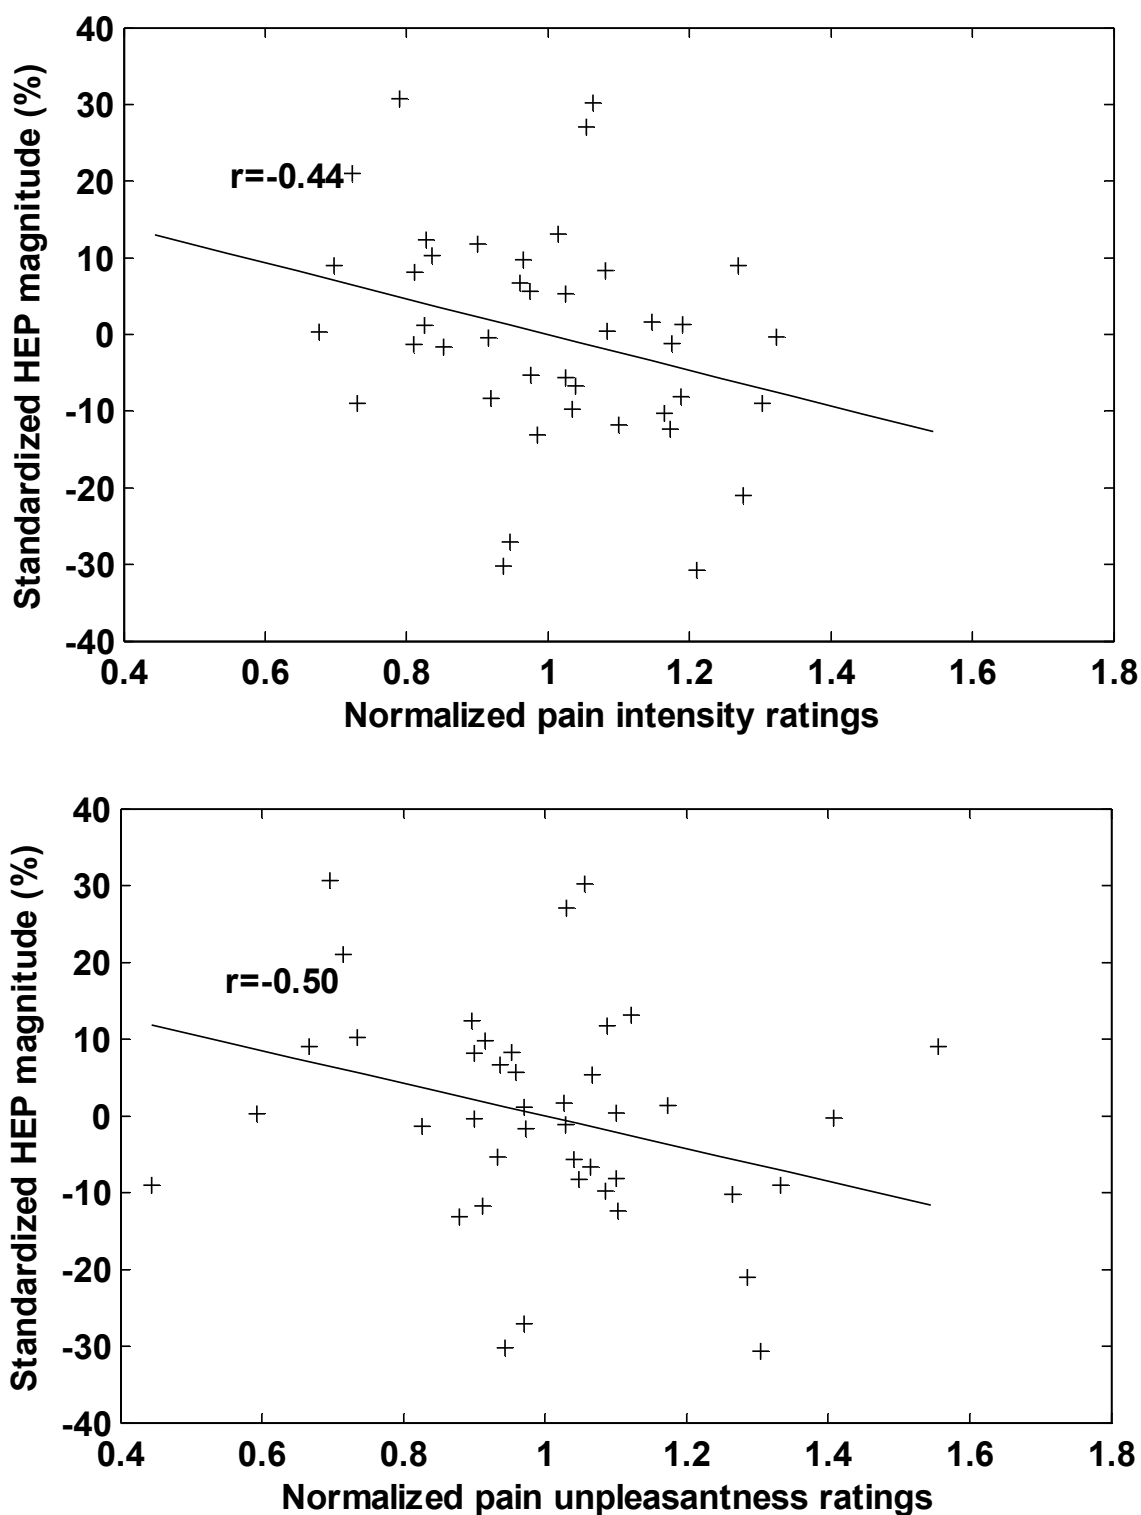 40
30
20
10
0
-10
-20
-30
-40
Standardized HEP magnitude (%)
r=-0.44
0.4 0.6 0.8 1 1.2 1.4 1.6 1.8
Normalized pain intensity ratings
40
30
20
10
0
-10
-20
-30
-40
Standardized HEP magnitude (%)
r=-0.50
0.4 0.6 0.8 1 1.2 1.4 1.6 1.8
Normalized pain unpleasantness ratings